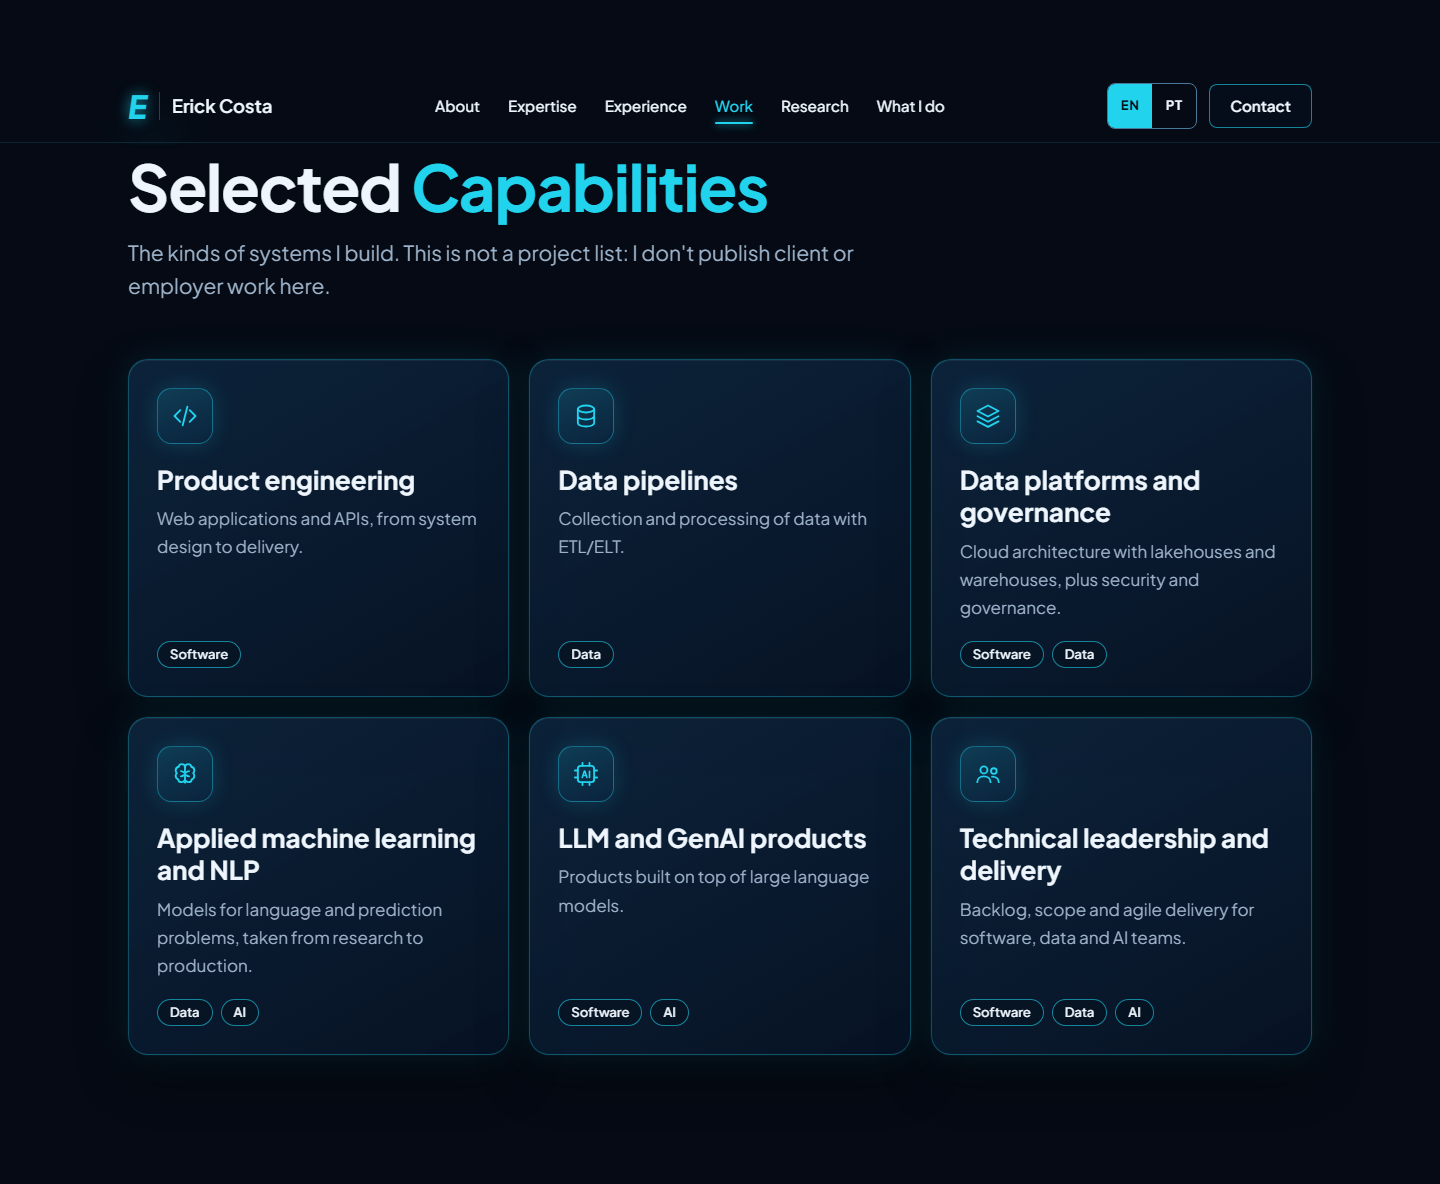 E Erick Costa
About Expertise Experience Work Research What I do
EN PT Contact
Selected Capabilities
The kinds of systems I build. This is not a project list: I don't publish client or
employer work here.
Product engineering
Web applications and APIs, from system
design to delivery.
Software
Data pipelines
Collection and processing of data with
ETL/ELT.
Data
Data platforms and
governance
Cloud architecture with lakehouses and
warehouses, plus security and
governance.
Software Data
Applied machine learning
and NLP
Models for language and prediction
problems, taken from research to
production.
Data AI
AI
LLM and GenAI products
Products built on top of large language
models.
Software AI
Technical leadership and
delivery
Backlog, scope and agile delivery for
software, data and AI teams.
Software Data AI